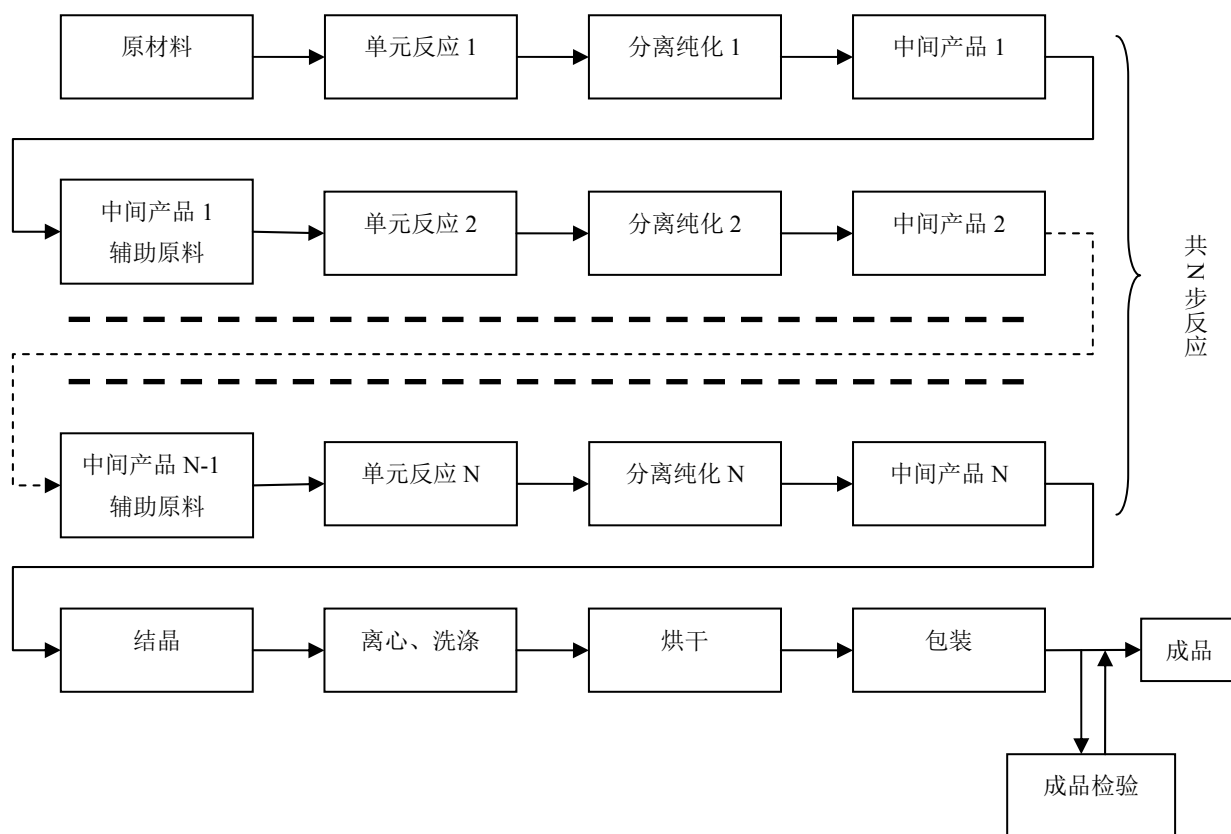 原材料
单元反应 1
分离纯化 1
中间产品 1
中间产品 1
辅助原料
单元反应 2
分离纯化 2
中间产品 2
共N步反应
中间产品 N-1
辅助原料
单元反应 N
分离纯化 N
中间产品 N
结晶
离心、洗涤
烘干
包装
成品
成品检验